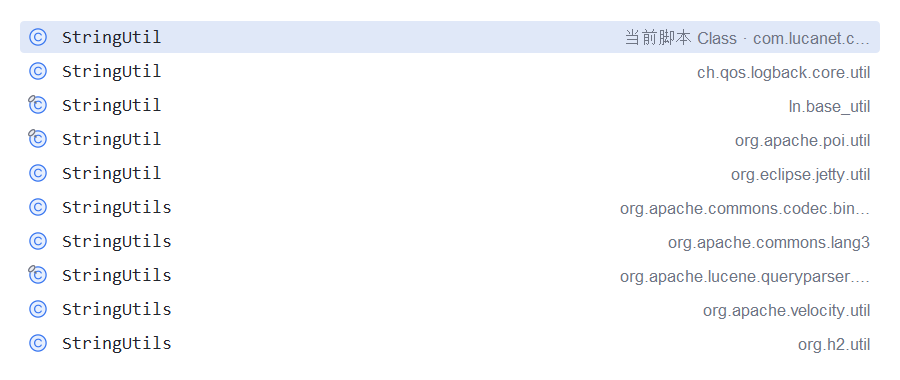 StringUtil 当前脚本 Class · com.lucanet.c...
StringUtil ch.qos.logback.core.util
StringUtil ln.base_util
StringUtil org.apache.poi.util
StringUtil org.eclipse.jetty.util
StringUtils org.apache.commons.codec.bin...
StringUtils org.apache.commons.lang3
StringUtils org.apache.lucene.queryparser....
StringUtils org.apache.velocity.util
StringUtils org.h2.util